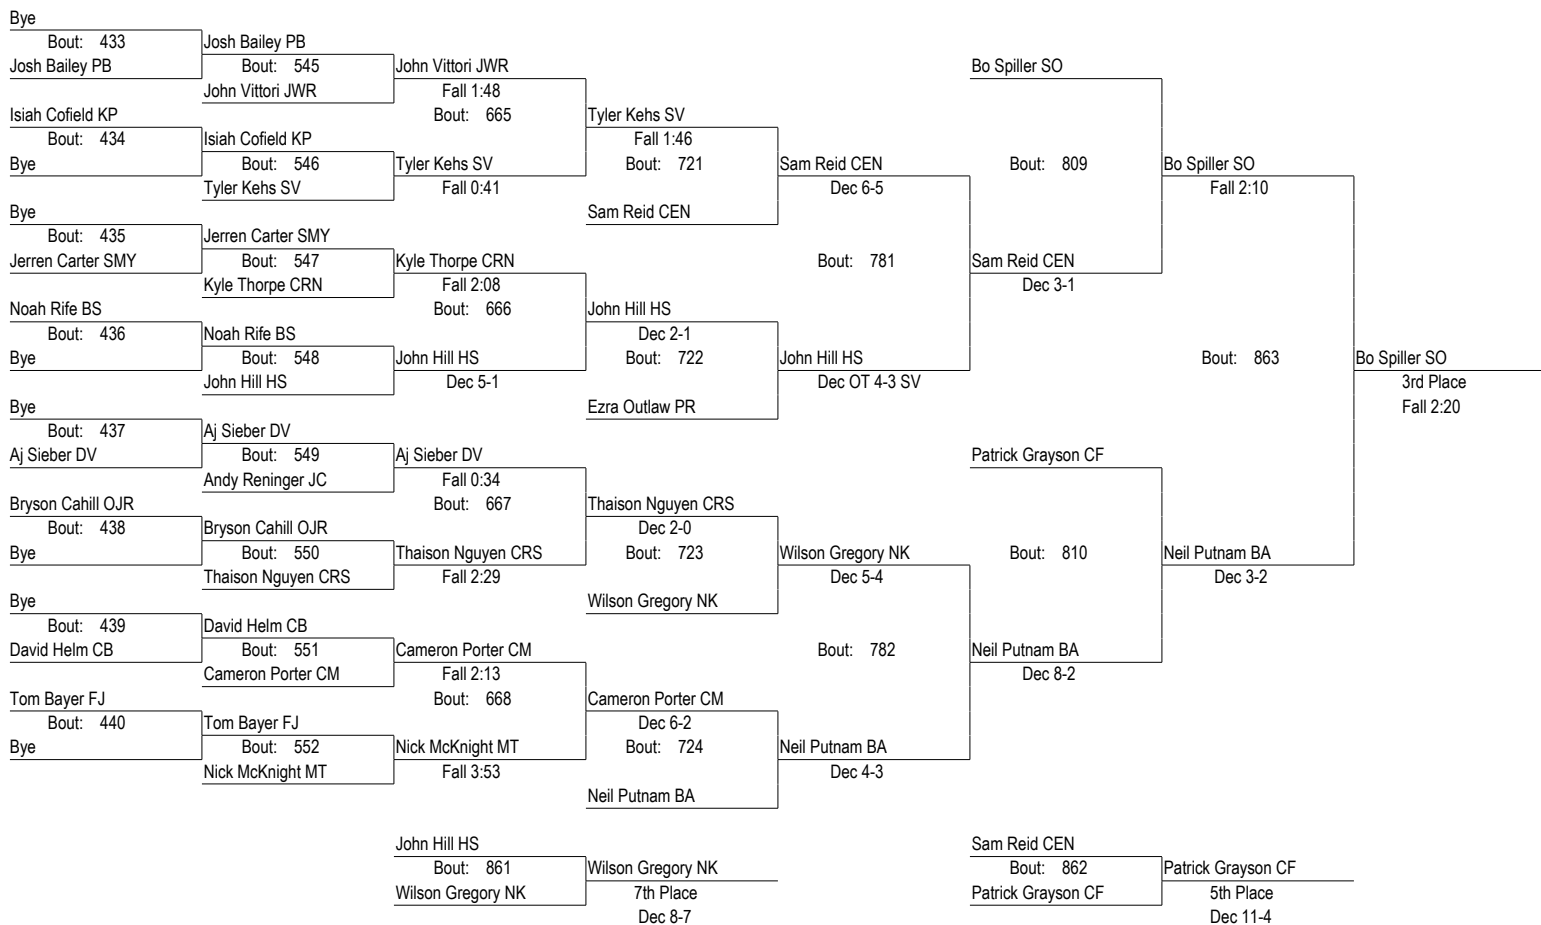 Bye
Bout: 433
Josh Bailey PB
Josh Bailey PB
Bout: 545
John Vittori JWR
John Vittori JWR
Fall 1:48
Bout: 665
Isiah Cofield KP
Bout: 434
Bye
Isiah Cofield KP
Bout: 546
Tyler Kehs SV
Tyler Kehs SV
Fall 0:41
Tyler Kehs SV
Fall 1:46
Bout: 721
Sam Reid CEN
Sam Reid CEN
Dec 6-5
Bye
Bout: 435
Jerren Carter SMY
Jerren Carter SMY
Bout: 547
Kyle Thorpe CRN
Kyle Thorpe CRN
Fall 2:08
Bout: 666
Noah Rife BS
Bout: 436
Bye
Noah Rife BS
Bout: 548
John Hill HS
John Hill HS
Dec 5-1
John Hill HS
Dec 2-1
Bout: 722
Ezra Outlaw PR
John Hill HS
Dec OT 4-3 SV
Bout: 781
Bo Spiller SO
Bout: 809
Sam Reid CEN
Dec 3-1
Bo Spiller SO
Fall 2:10
Bye
Bout: 437
Aj Sieber DV
Aj Sieber DV
Bout: 549
Andy Reninger JC
Aj Sieber DV
Fall 0:34
Bout: 667
Bryson Cahill OJR
Bout: 438
Bye
Bryson Cahill OJR
Bout: 550
Thaison Nguyen CRS
Thaison Nguyen CRS
Fall 2:29
Thaison Nguyen CRS
Dec 2-0
Bout: 723
Wilson Gregory NK
Wilson Gregory NK
Dec 5-4
Bye
Bout: 439
David Helm CB
David Helm CB
Bout: 551
Cameron Porter CM
Cameron Porter CM
Fall 2:13
Bout: 668
Tom Bayer FJ
Bout: 440
Bye
Tom Bayer FJ
Bout: 552
Nick McKnight MT
Nick McKnight MT
Fall 3:53
Cameron Porter CM
Dec 6-2
Bout: 724
Neil Putnam BA
Neil Putnam BA
Dec 4-3
Bout: 782
Patrick Grayson CF
Bout: 810
Neil Putnam BA
Dec 8-2
Neil Putnam BA
Dec 3-2
Bout: 863
Bo Spiller SO
3rd Place
Fall 2:20
John Hill HS
Bout: 861
Wilson Gregory NK
Wilson Gregory NK
7th Place
Dec 8-7
Sam Reid CEN
Bout: 862
Patrick Grayson CF
Patrick Grayson CF
5th Place
Dec 11-4